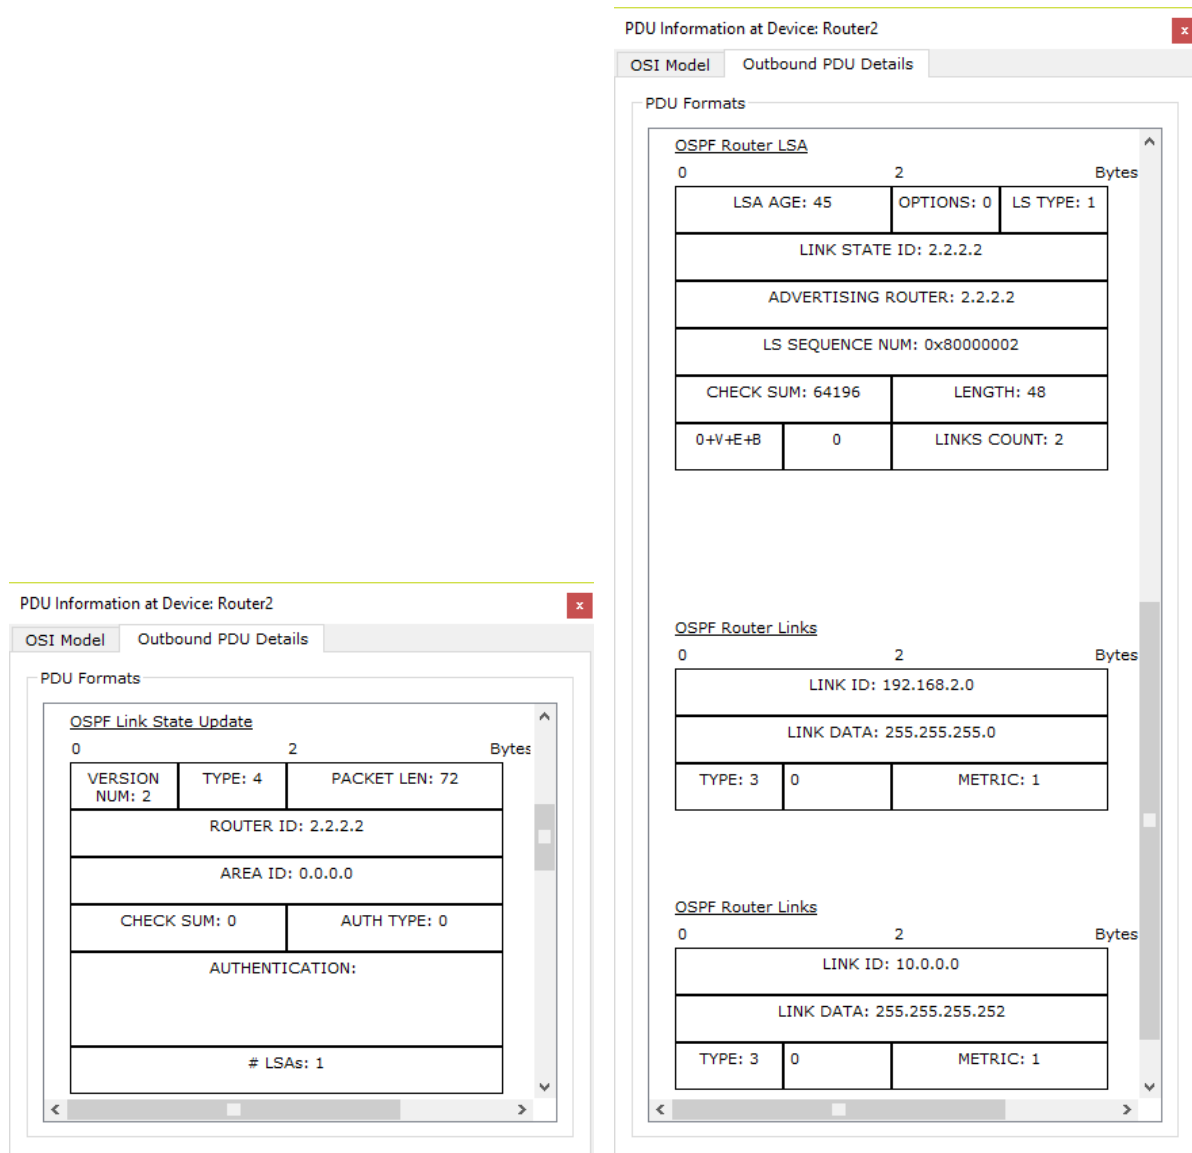 PDU Information at Device: Router2
x
OSI Model Outbound PDU Details
PDU Formats
OSPF Link State Update
0 2 Bytes
VERSION NUM: 2 TYPE: 4 PACKET LEN: 72
ROUTER ID: 2.2.2.2
AREA ID: 0.0.0.0
CHECK SUM: 0 AUTH TYPE: 0
AUTHENTICATION:
# LSAs: 1
PDU Information at Device: Router2
x
OSI Model Outbound PDU Details
PDU Formats
OSPF Router LSA
0 2 Bytes
LSA AGE: 45 OPTIONS: 0 LS TYPE: 1
LINK STATE ID: 2.2.2.2
ADVERTISING ROUTER: 2.2.2.2
LS SEQUENCE NUM: 0x80000002
CHECK SUM: 64196 LENGTH: 48
0+V+E+B 0 LINKS COUNT: 2
OSPF Router Links
0 2 Bytes
LINK ID: 192.168.2.0
LINK DATA: 255.255.255.0
TYPE: 3 0 METRIC: 1
OSPF Router Links
0 2 Bytes
LINK ID: 10.0.0.0
LINK DATA: 255.255.255.252
TYPE: 3 0 METRIC: 1